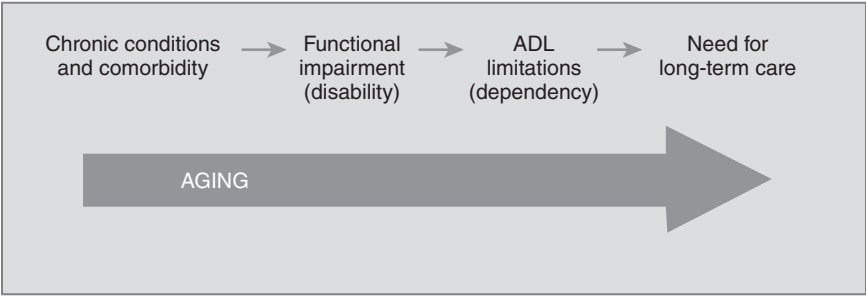 Chronic conditions
and comorbidity
Functional
impairment
(disability)
ADL
limitations
(dependency)
Need for
long-term care
AGING